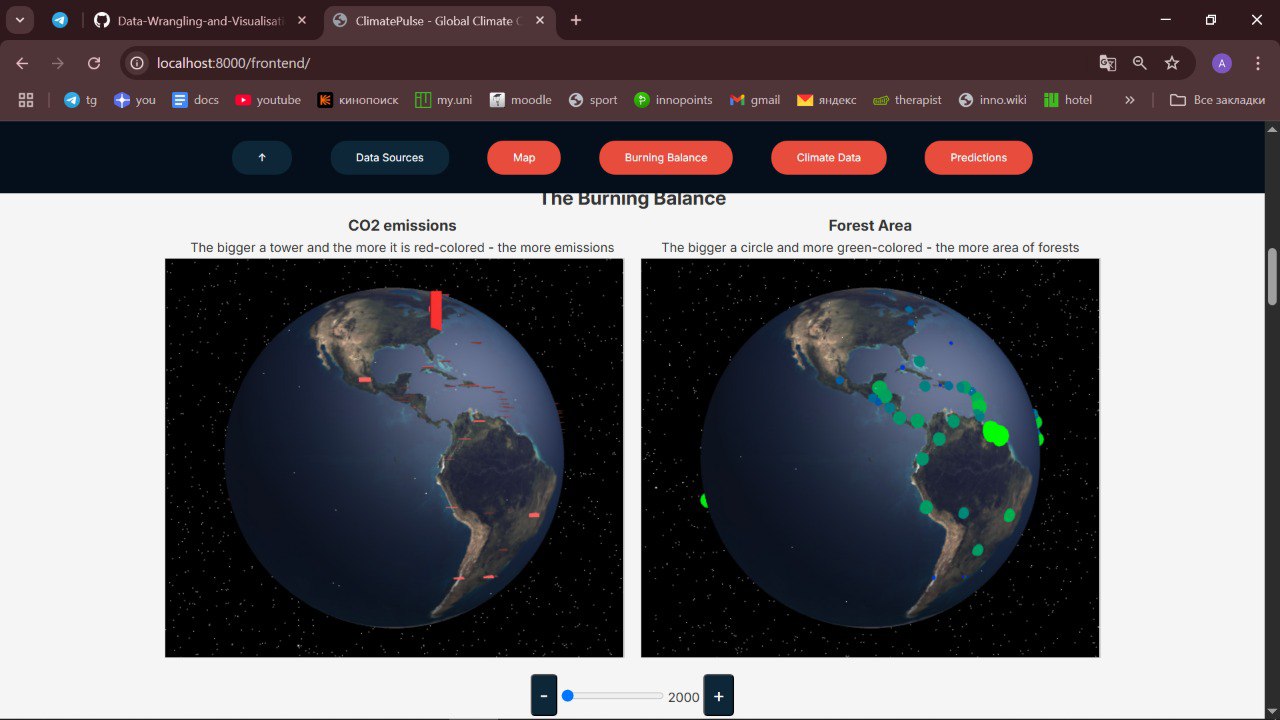 Data-Wrangling-and-Visualisati
ClimatePulse - Global Climate C
localhost:8000/frontend/
A
tg
you
docs
youtube
кинопоиск
my.uni
moodle
sport
innopoints
gmail
яндекс
therapist
inno.wiki
hotel
»
Все закладки
↑
Data Sources
Map
Burning Balance
Climate Data
Predictions
The Burning Balance
CO2 emissions
The bigger a tower and the more it is red-colored - the more emissions
Forest Area
The bigger a circle and more green-colored - the more area of forests
-
2000
+